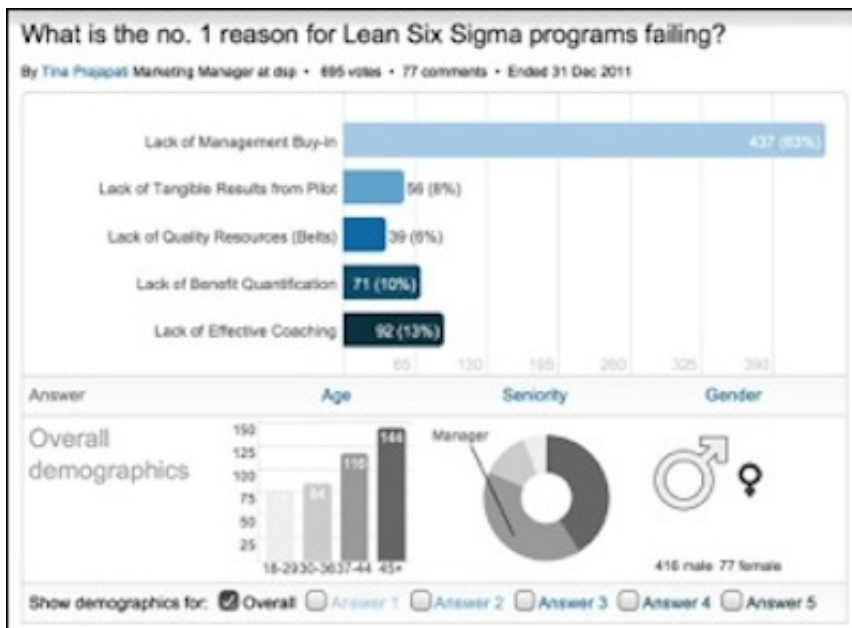 What is the no. 1 reason for Lean Six Sigma programs failing?
By Tina Prajapati Marketing Manager at dsp • 695 votes • 77 comments • Ended 31 Dec 2011
Lack of Management Buy-In 437 (63%)
Lack of Tangible Results from Pilot 56 (8%)
Lack of Quality Resources (Belts) 39 (6%)
Lack of Benefit Quantification 71 (10%)
Lack of Effective Coaching 92 (13%)
65 130 195 260 325 390
Answer Age Seniority Gender
Overall
demographics
150
125
100
75
50
25
84 116 144
18-29 30-36 37-44 45+
Manager
416 male 77 female
Show demographics for: Overall Answer 1 Answer 2 Answer 3 Answer 4 Answer 5